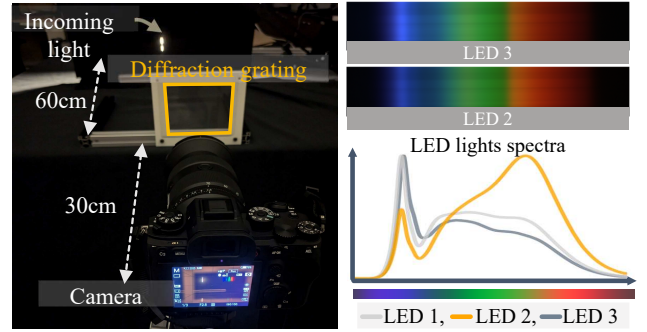 Incoming
light
Diffraction grating
60cm
30cm
Camera
LED 3
LED 2
LED lights spectra
LED 1, LED 2, LED 3